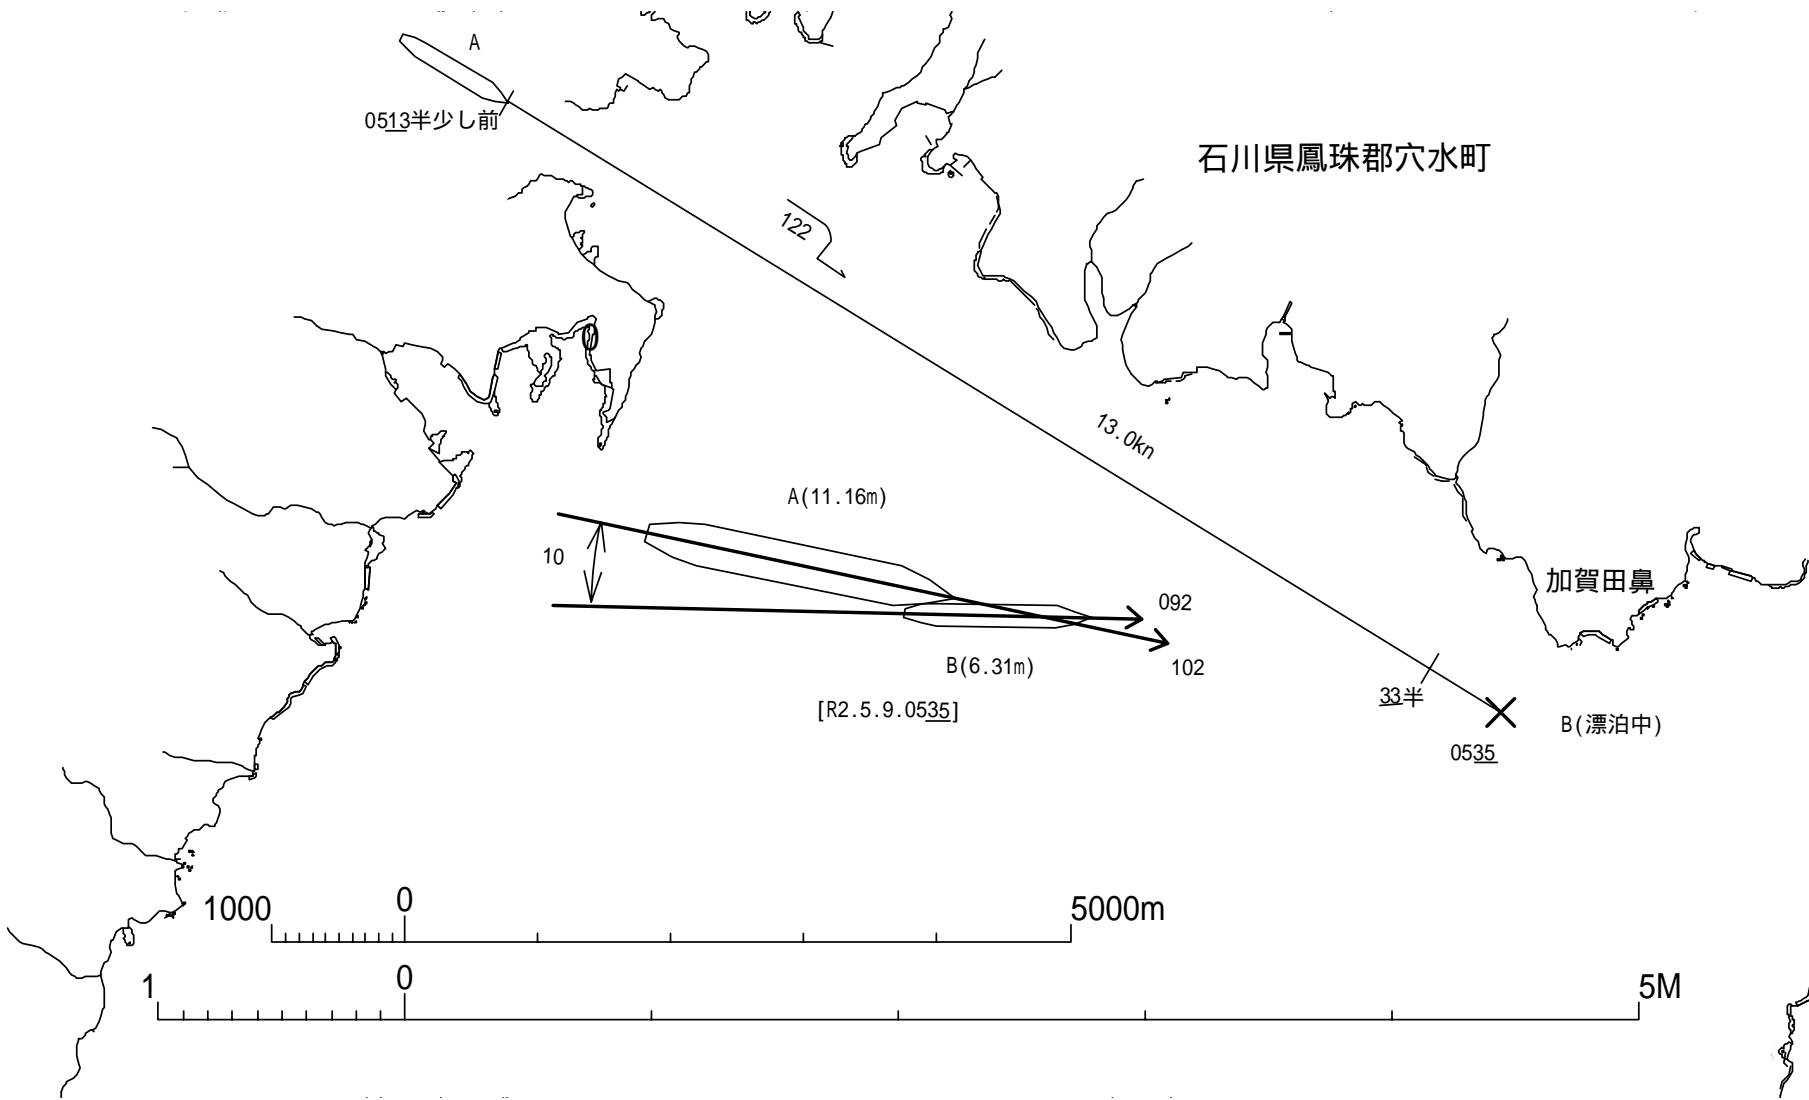 A
0513半少し前
石川県鳳珠郡穴水町
122
13.0kn
A(11.16m)
10
092
加賀田鼻
B(6.31m)
102
[R2.5.9.0535]
33半
B(漂泊中)
0535
1000 0 5000m
1 0 5M